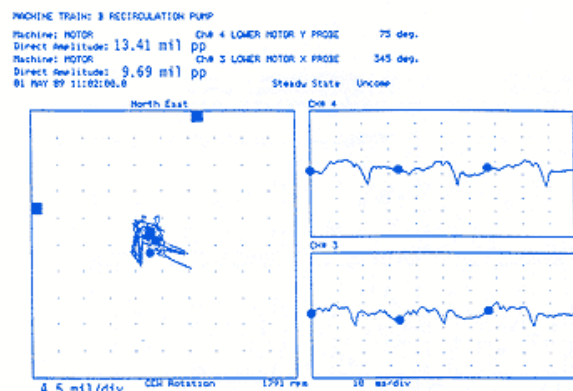 MACHINE TRAIN: B RECIRCULATION PUMP
Machine: MOTOR Ch# 4 LOWER MOTOR Y PROBE 75 deg.
Direct Amplitude: 13.41 mil pp
Machine: MOTOR Ch# 3 LOWER MOTOR X PROBE 345 deg.
Direct Amplitude: 9.69 mil pp
01 MAY 89 11:02:00.0 Steady State Uncomp
North East CH# 4
CH# 3
4.5 mil/div CCW Rotation 1791 rpm 10 ms/div